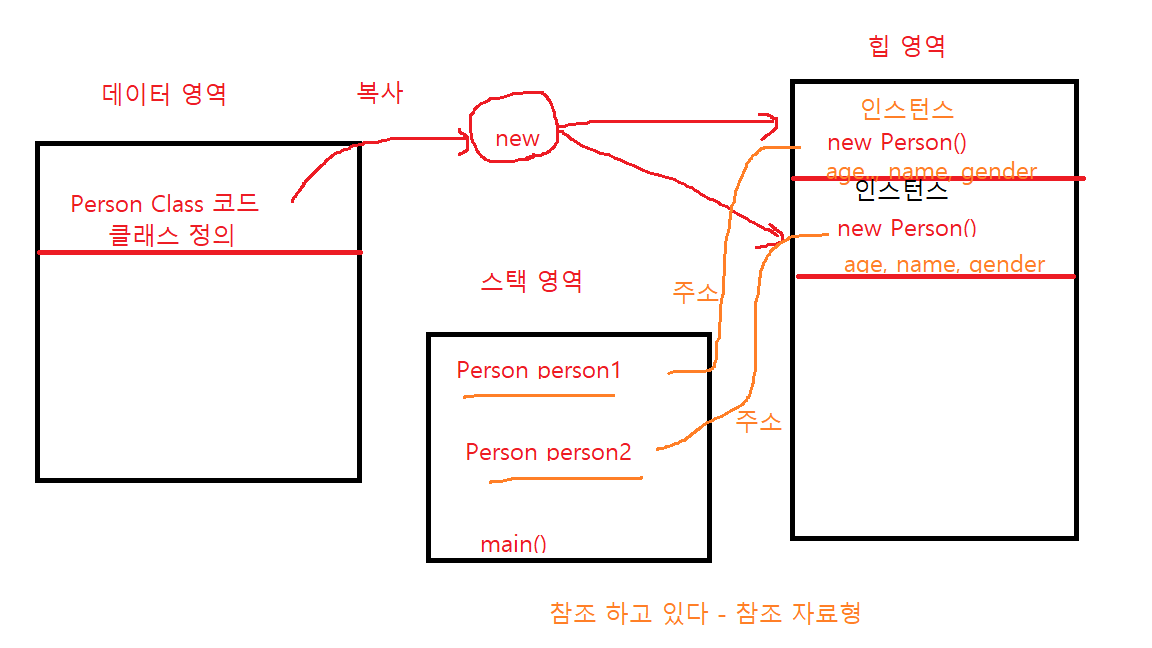 힙 영역
데이터 영역
복사
new
인스턴스
new Person()
age, , name, gender
인스턴스
new Person()
age, name, gender
Person Class 코드
클래스 정의
스택 영역
주소
Person person1
주소
Person person2
main()
참조 하고 있다 - 참조 자료형